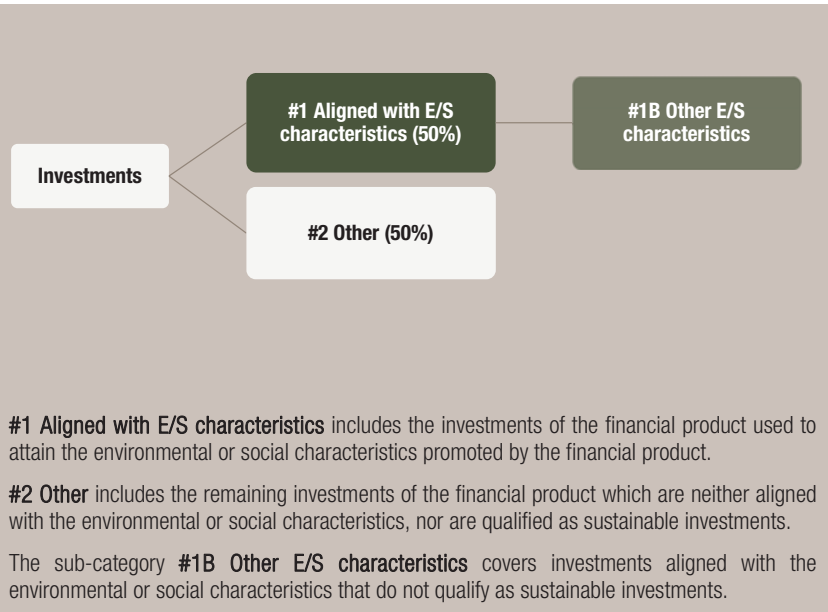 #1 Aligned with E/S
characteristics (50%)
#1B Other E/S
characteristics
Investments
#2 Other (50%)
#1 Aligned with E/S characteristics includes the investments of the financial product used to
attain the environmental or social characteristics promoted by the financial product.
#2 Other includes the remaining investments of the financial product which are neither aligned
with the environmental or social characteristics, nor are qualified as sustainable investments.
The sub-category #1B Other E/S characteristics covers investments aligned with the
environmental or social characteristics that do not qualify as sustainable investments.